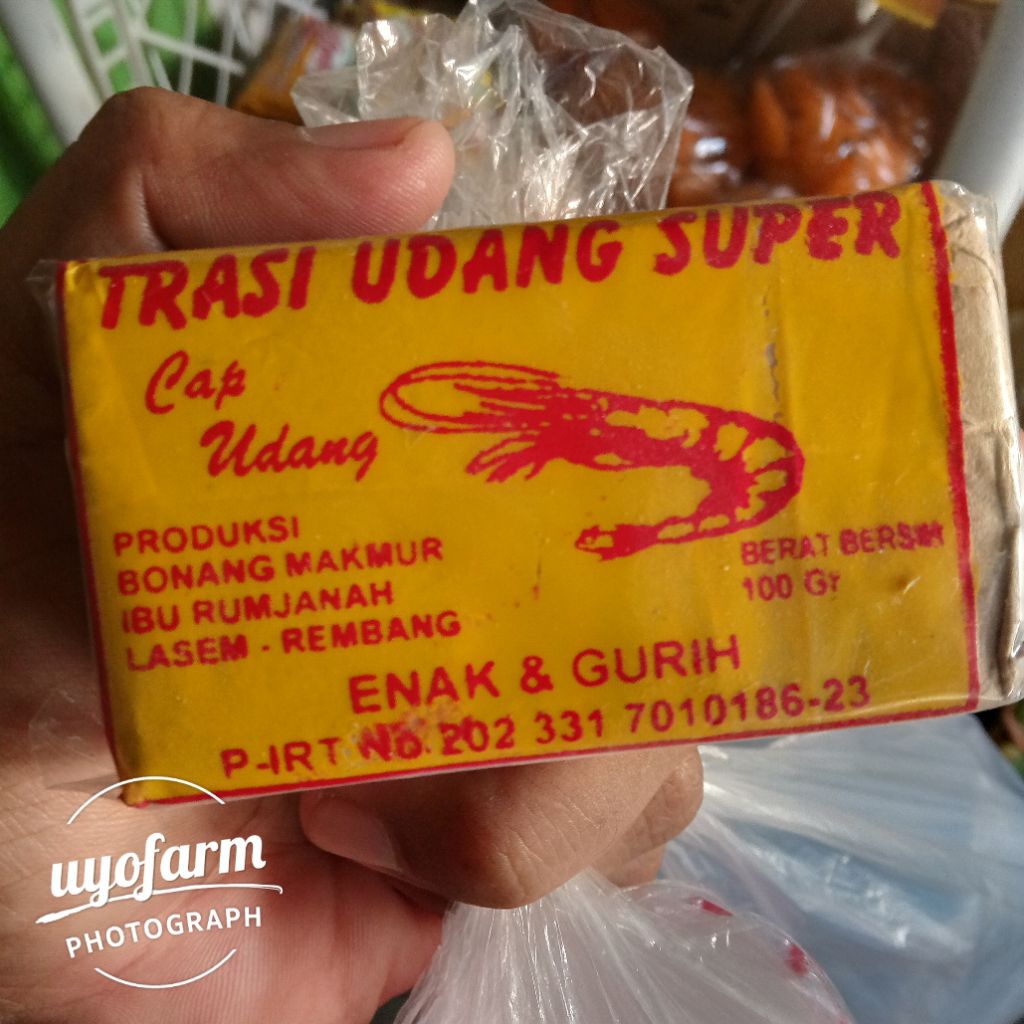 TRASI UDANG SUPER
Cap
Udang
PRODUKSI
BONANG MAKMUR
IBU RUMJANAH
LASEM - REMBANG
BERAT BERSIH
100 Gr
ENAK & GURIH
P-IRT No. 202 331 7010186-23
uyofarm
PHOTOGRAPH